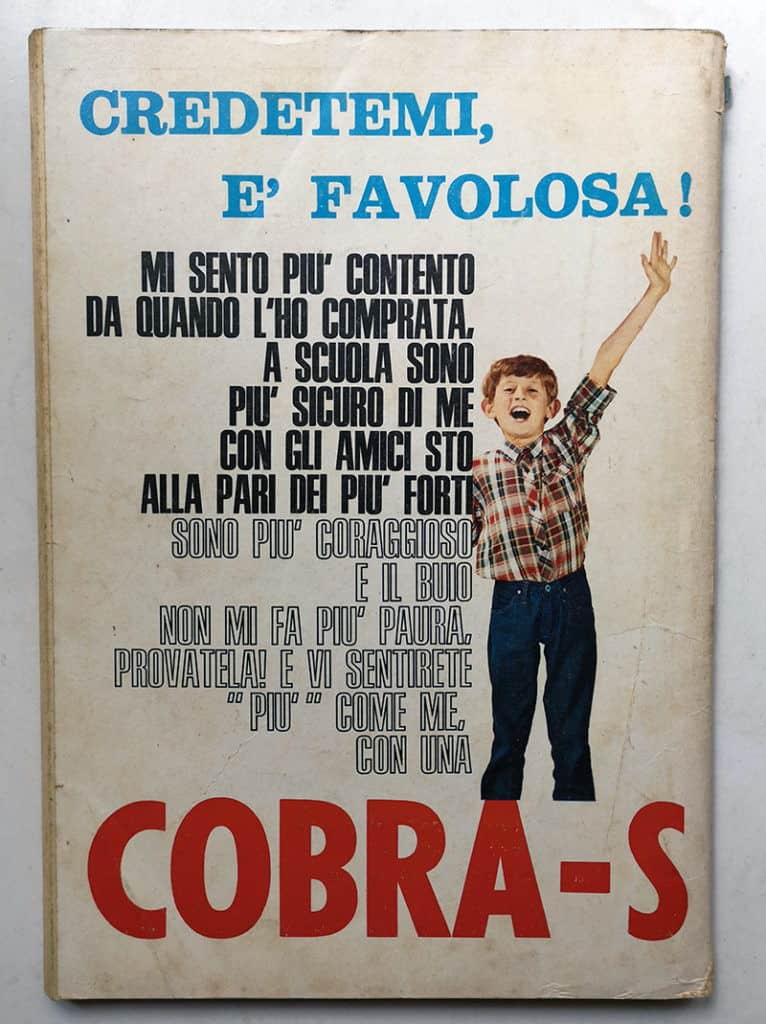 CREDETEMI,
E' FAVOLOSA!
MI SENTO PIU' CONTENTO
DA QUANDO L'HO COMPRATA,
A SCUOLA SONO
PIU' SICURO DI ME
CON GLI AMICI STO
ALLA PARI DEI PIU' FORTI
SONO PIU' CORAGGIOSO
E IL BUIO
NON MI FA PIU' PAURA,
PROVATELA! E VI SENTIRETE
"PIU'" COME ME,
CON UNA
COBRA-S